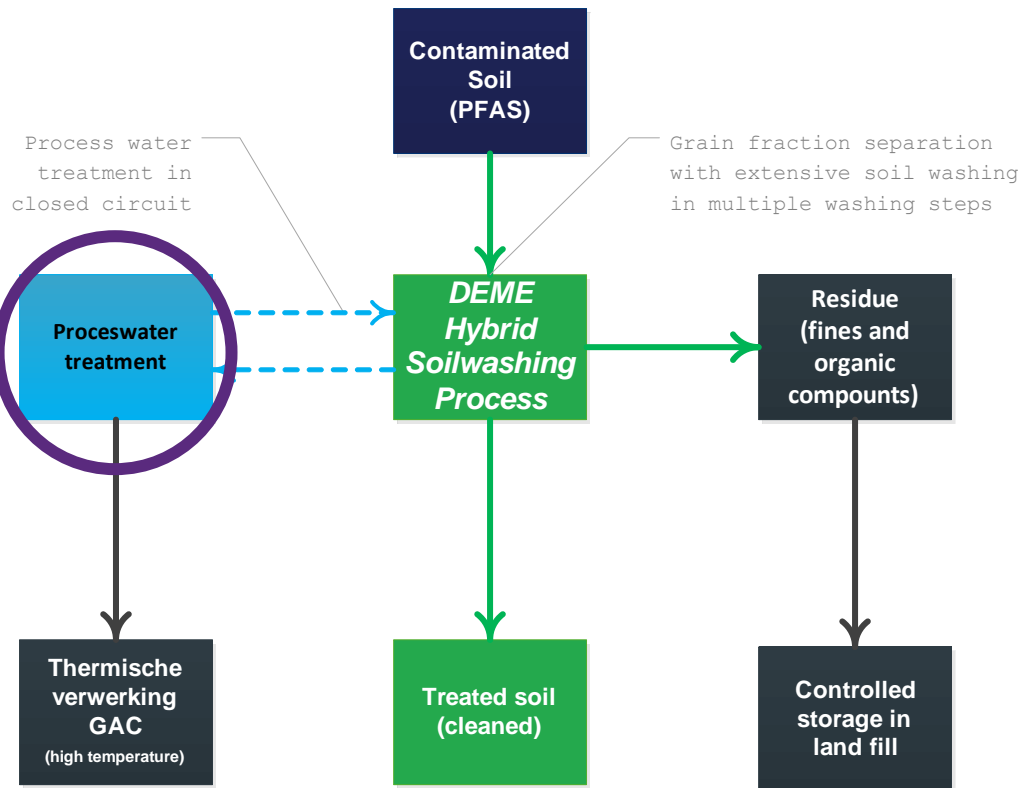 Contaminated
Soil
(PFAS)
Process water
treatment in
closed circuit
Grain fraction separation
with extensive soil washing
in multiple washing steps
Proceswater
treatment
DEME
Hybrid
Soilwashing
Process
Residue
(fines and
organic
compounts)
Thermische
verwerking
GAC
(high temperature)
Treated soil
(cleaned)
Controlled
storage in
land fill